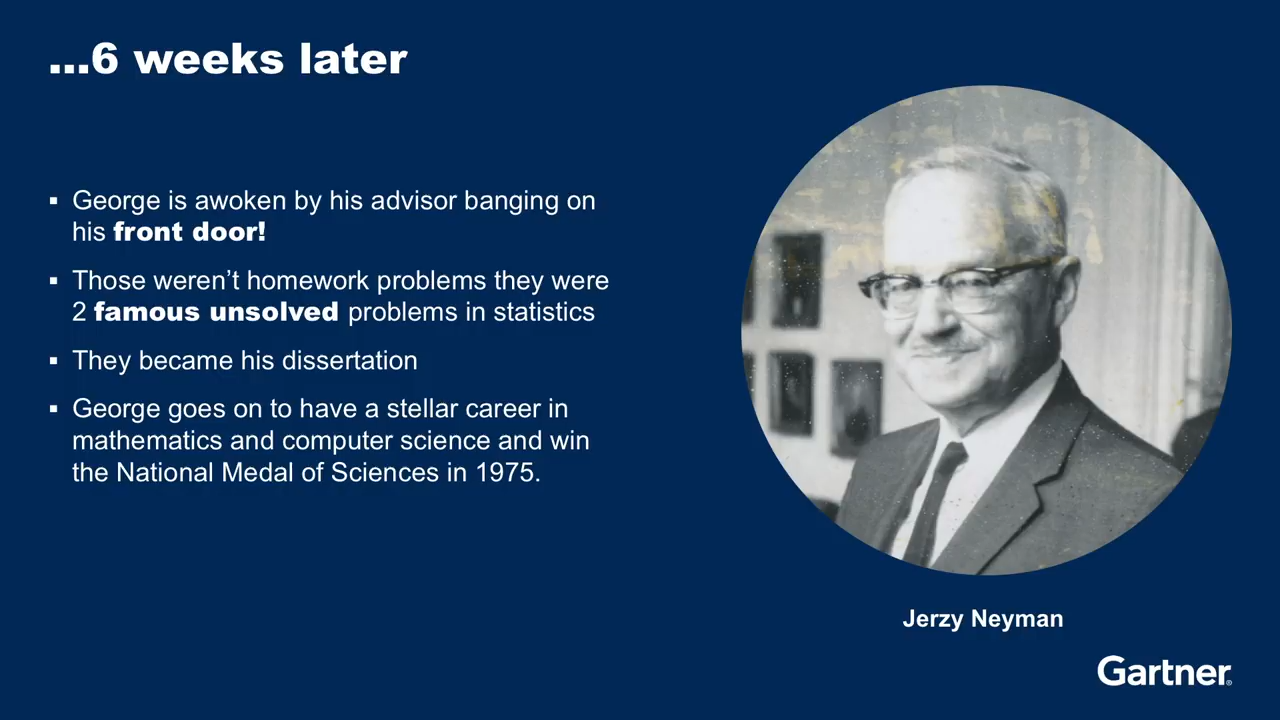 ...6 weeks later
▪ George is awoken by his advisor banging on
his front door!
▪ Those weren’t homework problems they were
2 famous unsolved problems in statistics
▪ They became his dissertation
▪ George goes on to have a stellar career in
mathematics and computer science and win
the National Medal of Sciences in 1975.
Jerzy Neyman
Gartner®